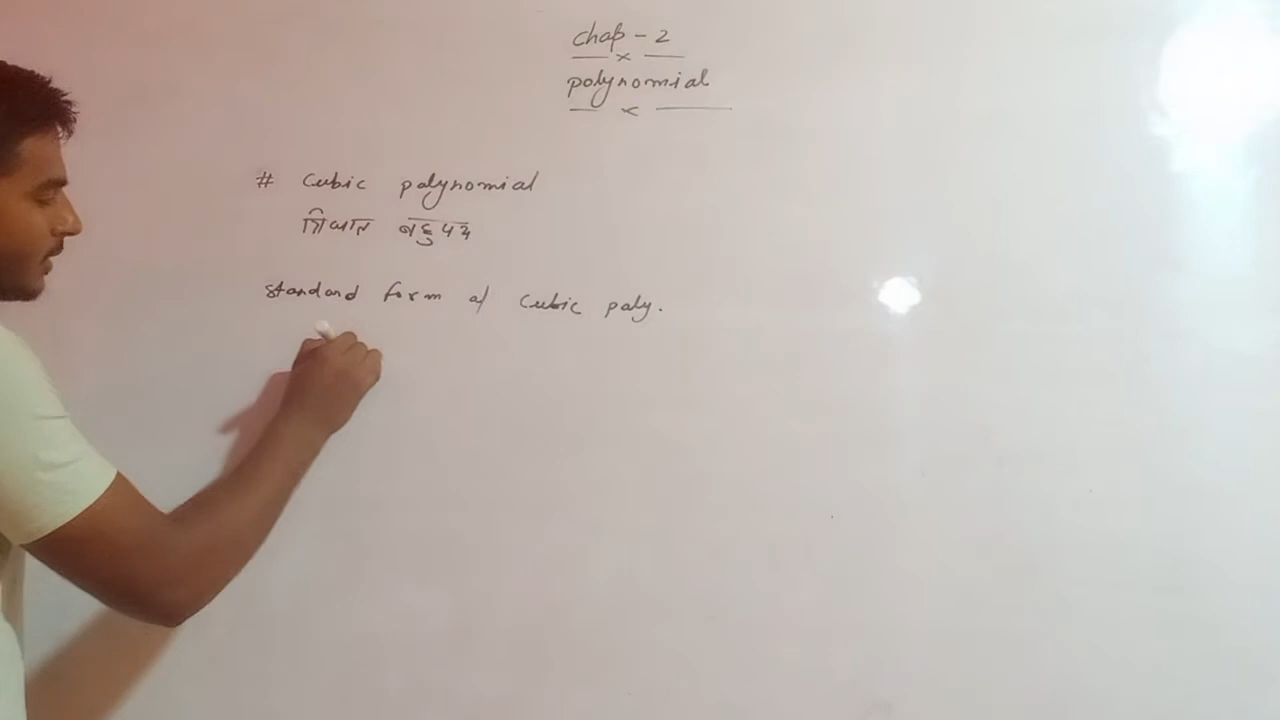 chap - 2
polynomial
# Cubic polynomial
त्रिघात बहुपद
standard form of Cubic poly.